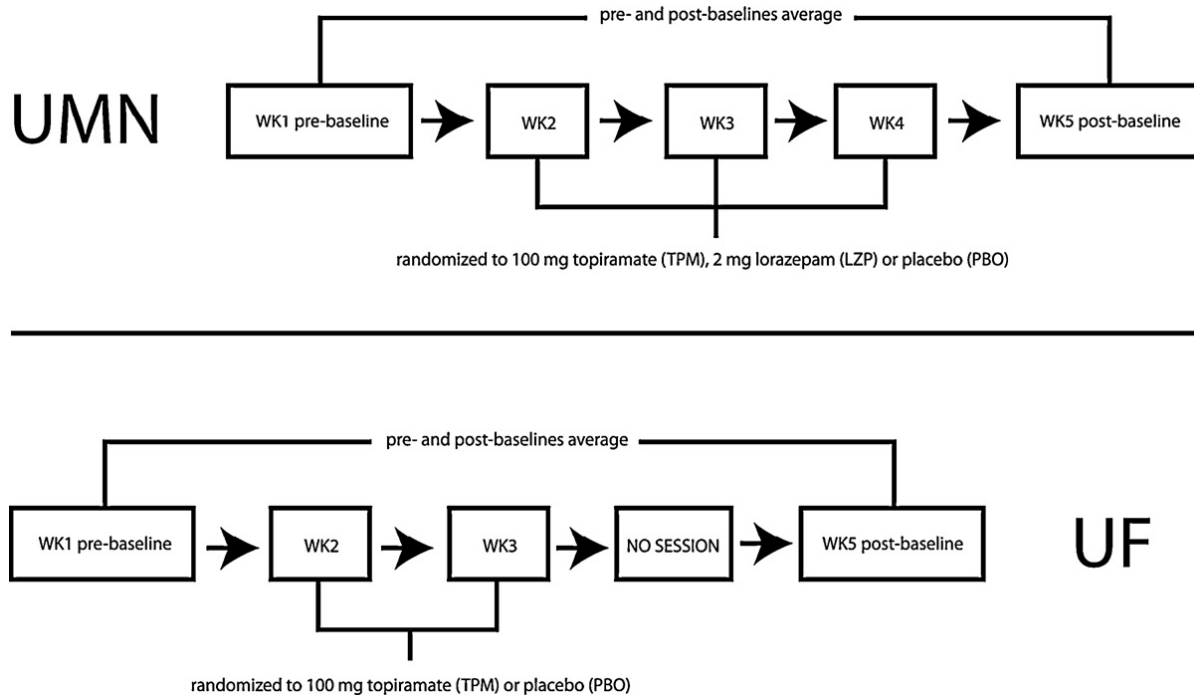 pre- and post-baselines average
UMN
WK1 pre-baseline
WK2
WK3
WK4
WK5 post-baseline
randomized to 100 mg topiramate (TPM), 2 mg lorazepam (LZP) or placebo (PBO)
pre- and post-baselines average
WK1 pre-baseline
WK2
WK3
NO SESSION
WK5 post-baseline
UF
randomized to 100 mg topiramate (TPM) or placebo (PBO)